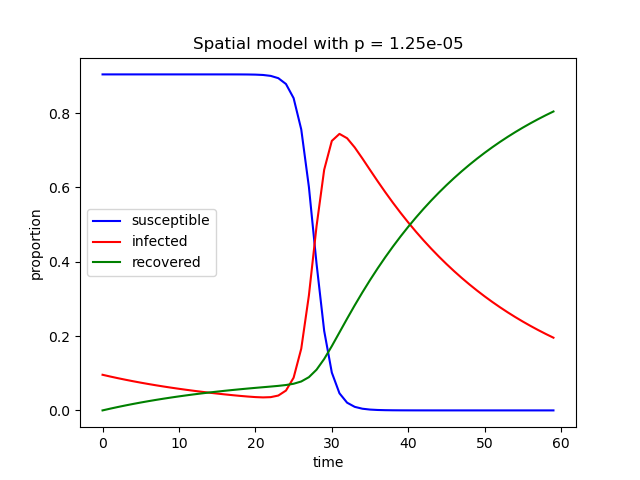 Spatial model with p = 1.25e-05
proportion
0.8
0.6
0.4
0.2
0.0
susceptible
infected
recovered
0 10 20 30 40 50 60
time